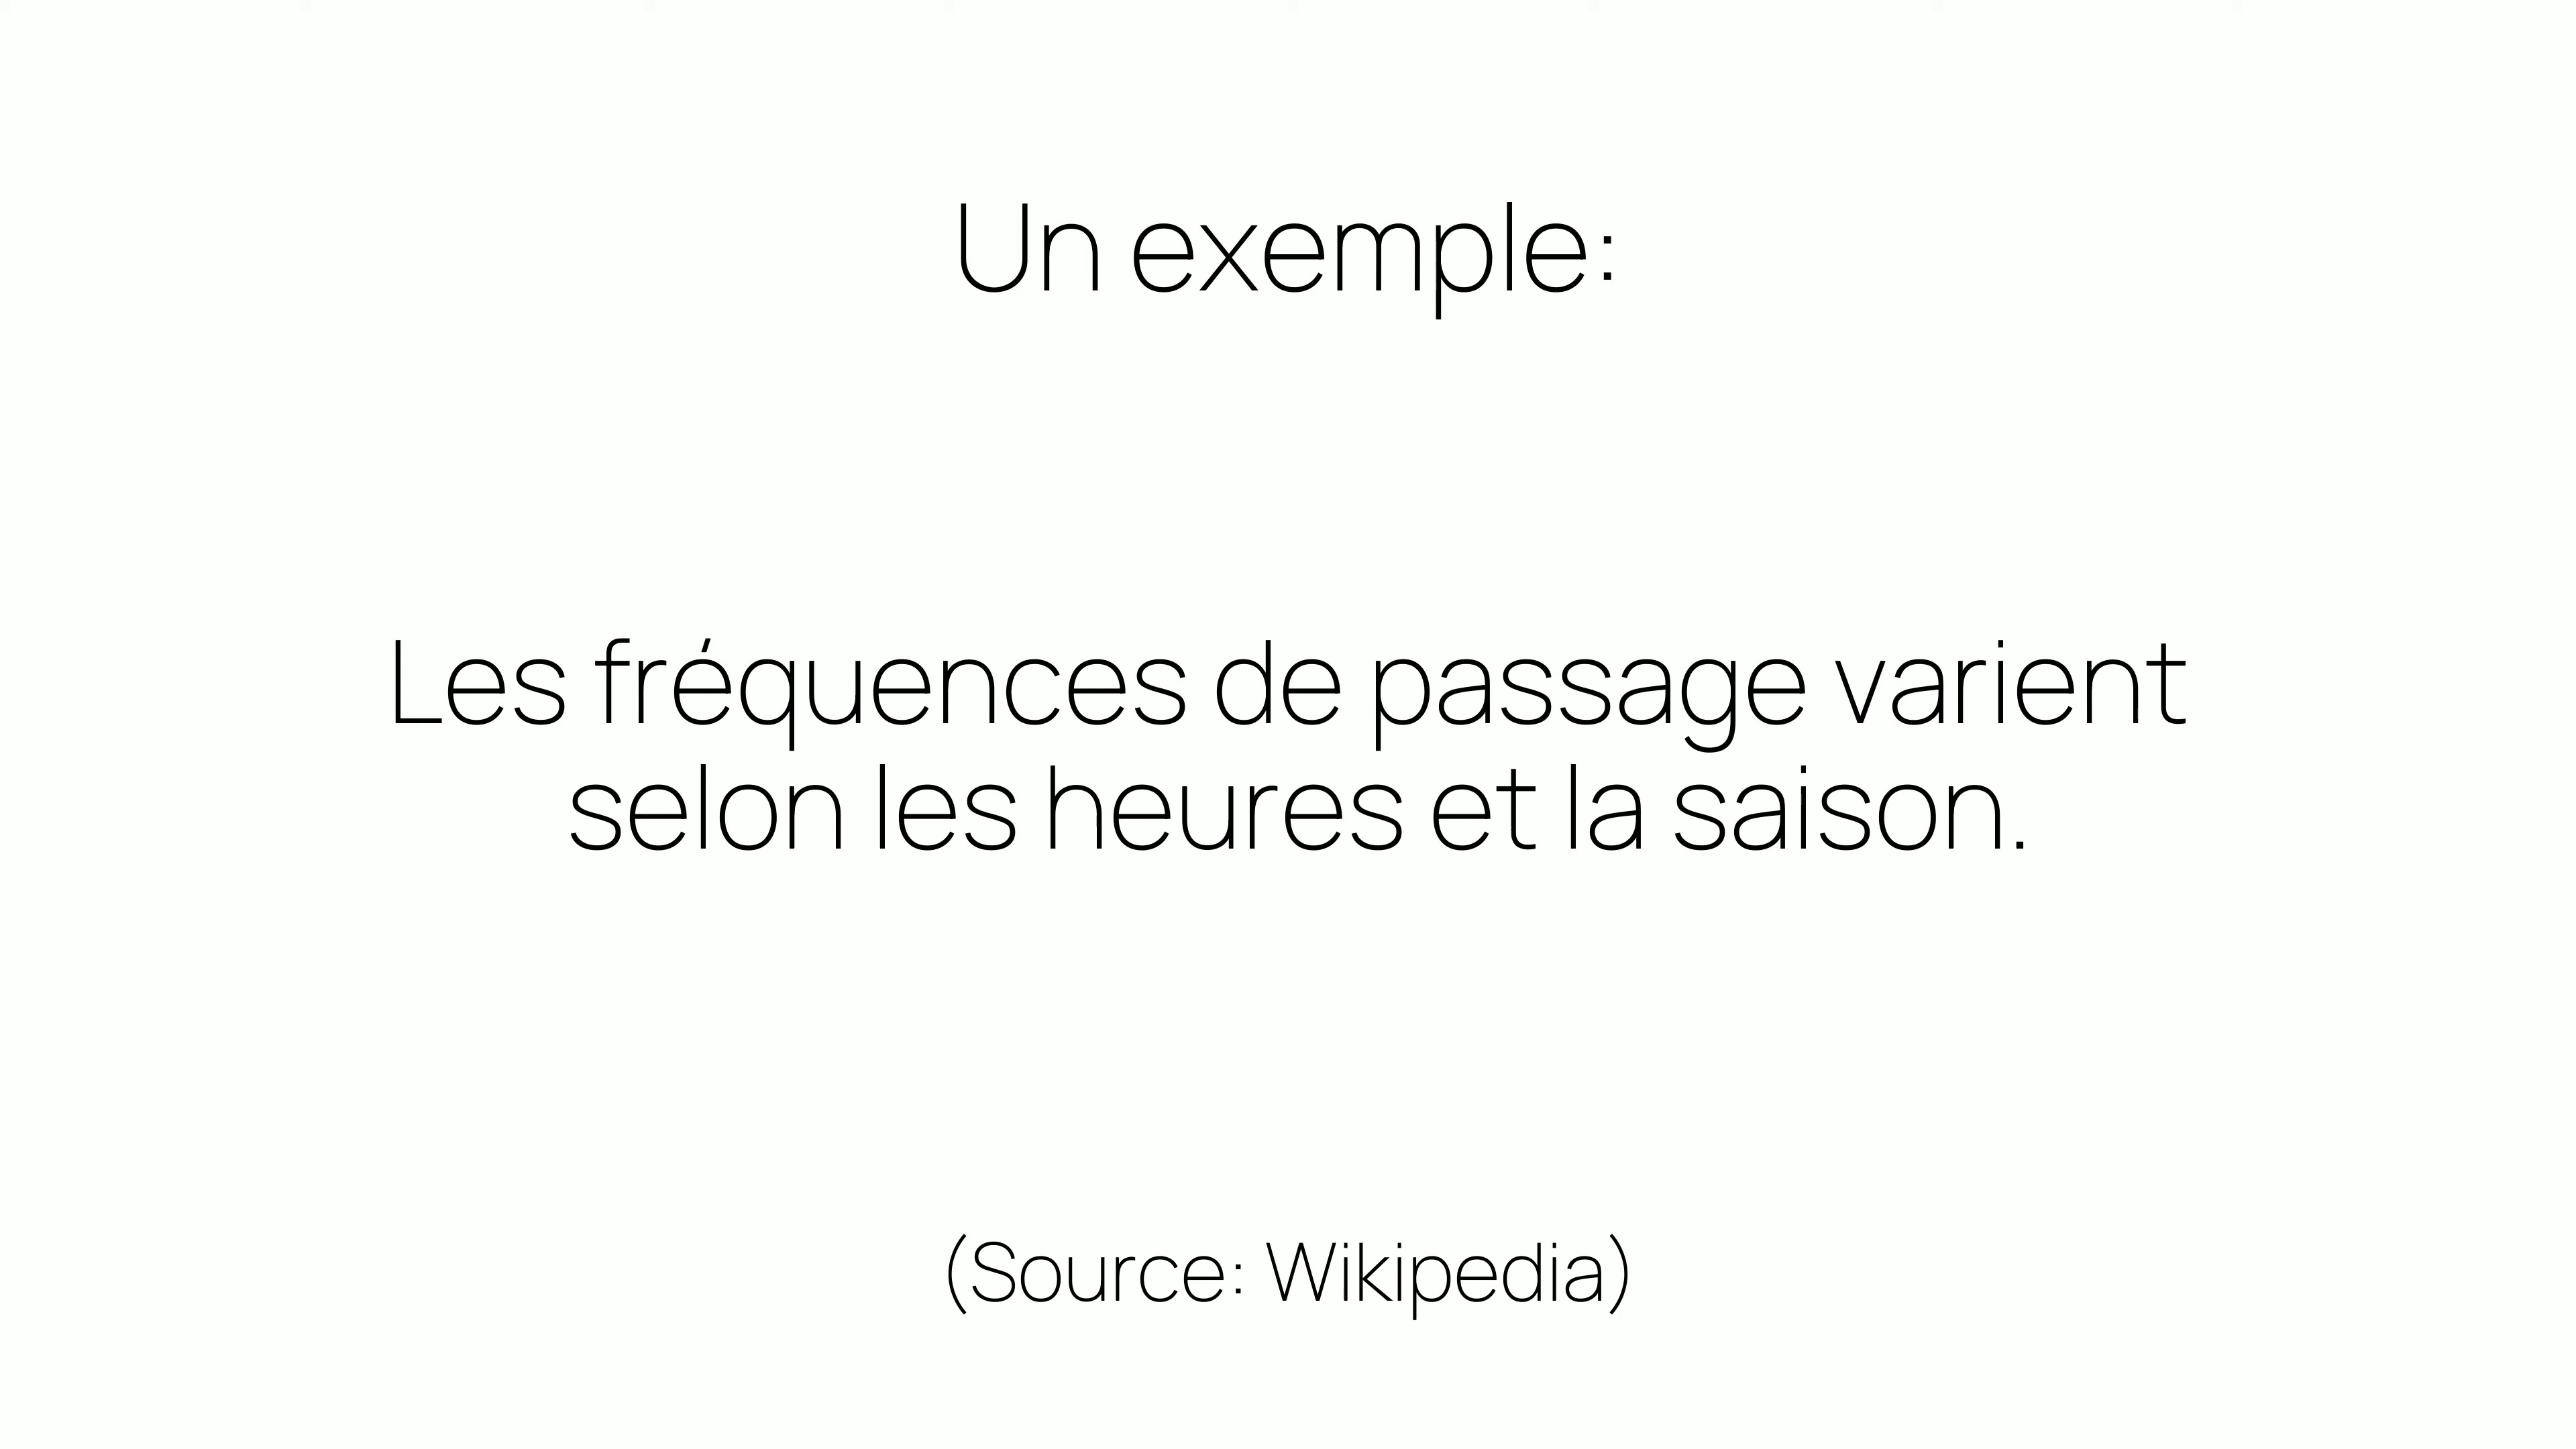 Un exemple:
Les fréquences de passage varient
selon les heures et la saison.
(Source: Wikipedia)